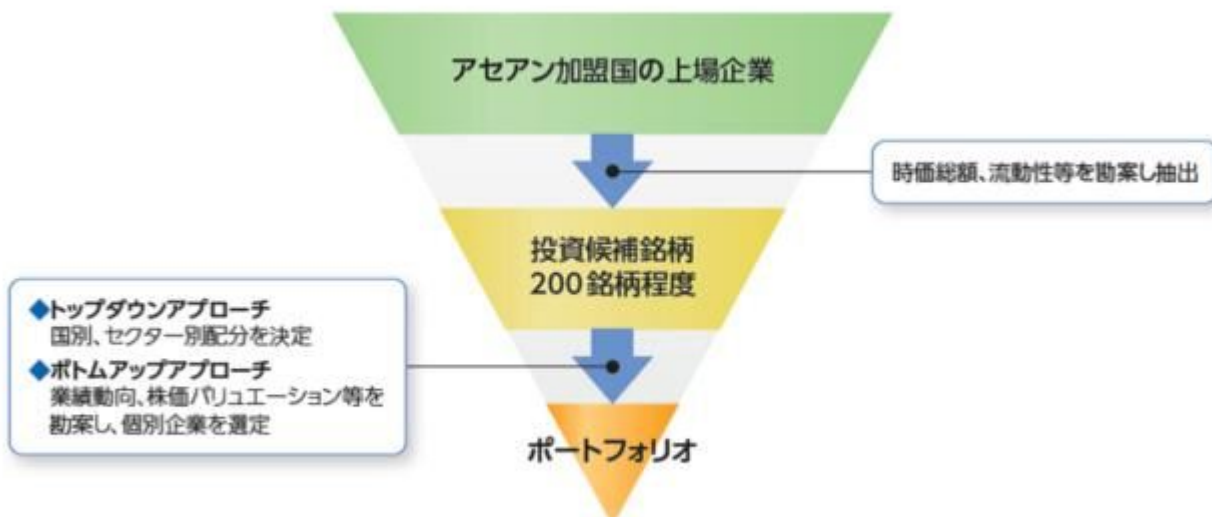 アセアン加盟国の上場企業
時価総額、流動性等を勘案し抽出
投資候補銘柄
200銘柄程度
◆トップダウンアプローチ
国別、セクター別配分を決定
◆ボトムアップアプローチ
業績動向、株価バリュエーション等を
勘案し、個別企業を選定
ポートフォリオ